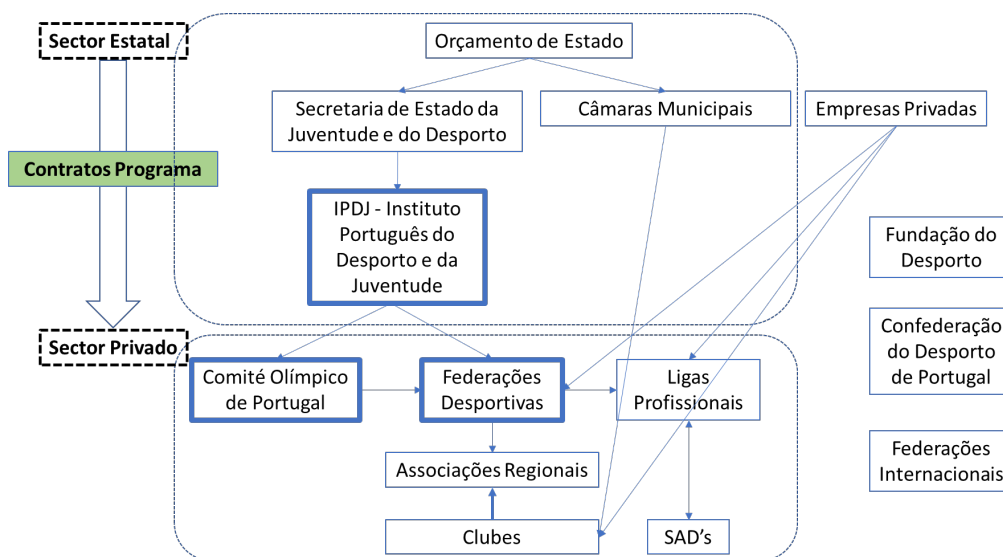 Sector Estatal
Orçamento de Estado
Secretaria de Estado da
Juventude e do Desporto
Câmaras Municipais
Empresas Privadas
Contratos Programa
IPDJ - Instituto
Português do
Desporto e da
Juventude
Fundação do
Desporto
Sector Privado
Comité Olímpico
de Portugal
Federações
Desportivas
Ligas
Profissionais
Confederação
do Desporto
de Portugal
Associações Regionais
Federações
Internacionais
Clubes
SAD's